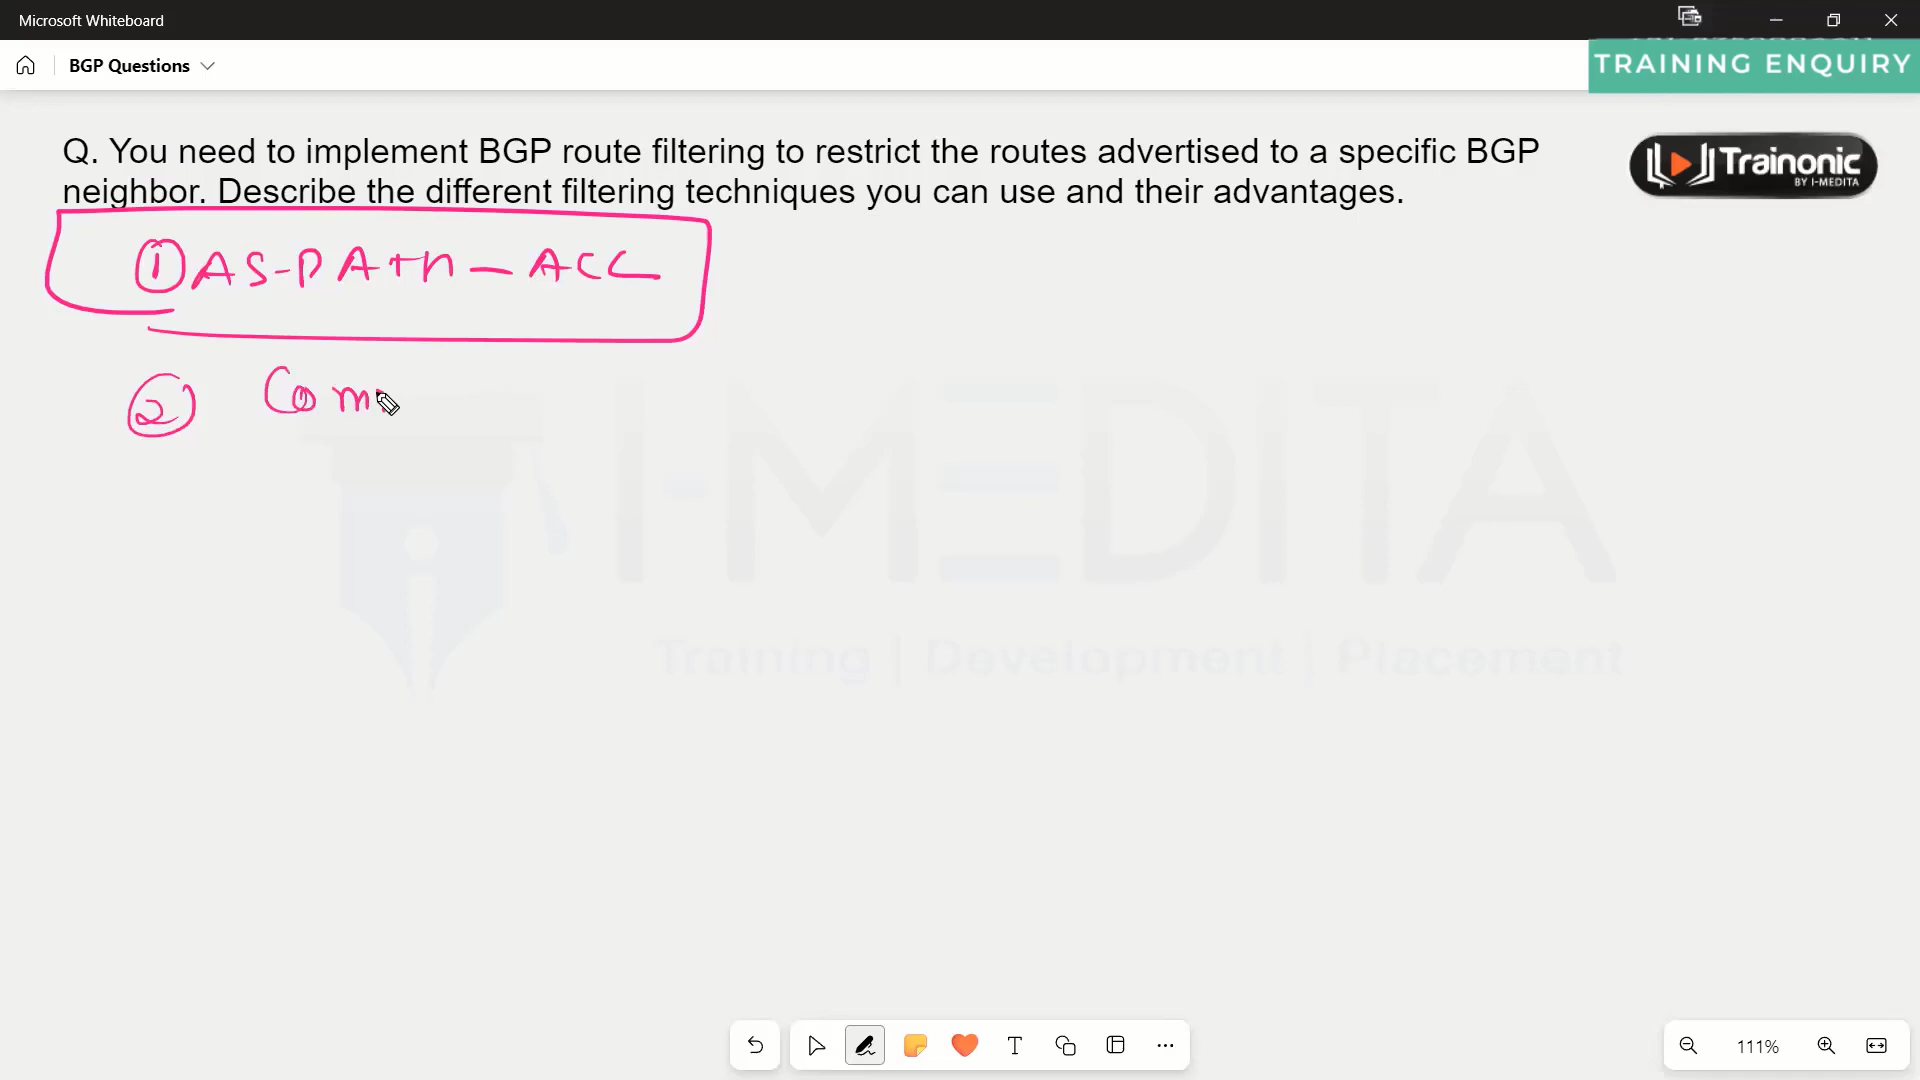 Microsoft Whiteboard
BGP Questions
TRAINING ENQUIRY
Q. You need to implement BGP route filtering to restrict the routes advertised to a specific BGP
neighbor. Describe the different filtering techniques you can use and their advantages.
Trainonic
BY I-MEDITA
① AS-PATH - ACL
② Com
I-MEDITA
Training | Development | Placement
111%